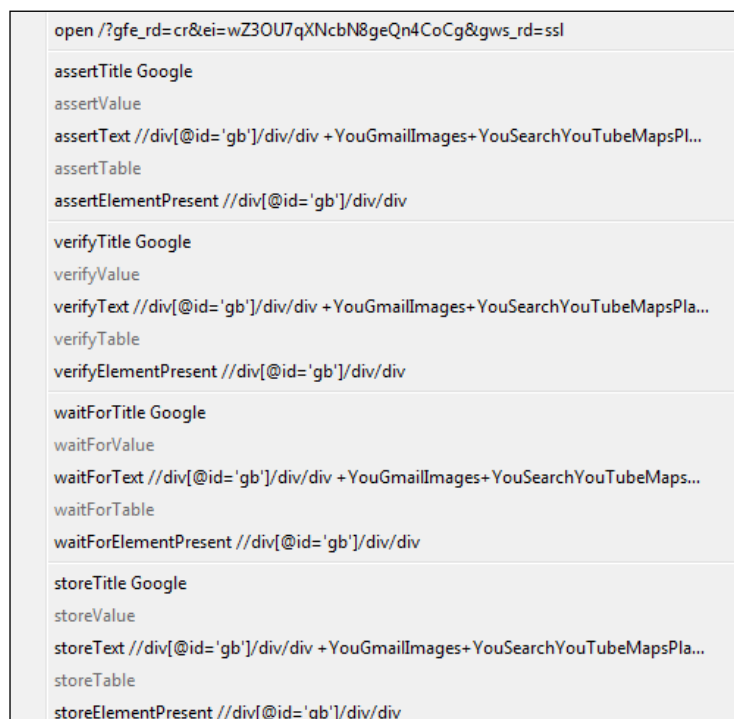 open /?gfe_rd=cr&ei=wZ3OU7qXNcbN8geQn4CoCg&gws_rd=ssl
assertTitle Google
assertValue
assertText //div[@id='gb']/div/div +YouGmailImages+YouSearchYouTubeMapsPl...
assertTable
assertElementPresent //div[@id='gb']/div/div
verifyTitle Google
verifyValue
verifyText //div[@id='gb']/div/div +YouGmailImages+YouSearchYouTubeMapsPla...
verifyTable
verifyElementPresent //div[@id='gb']/div/div
waitForTitle Google
waitForValue
waitForText //div[@id='gb']/div/div +YouGmailImages+YouSearchYouTubeMaps...
waitForTable
waitForElementPresent //div[@id='gb']/div/div
storeTitle Google
storeValue
storeText //div[@id='gb']/div/div +YouGmailImages+YouSearchYouTubeMapsPla...
storeTable
storeElementPresent //div[@id='gb']/div/div